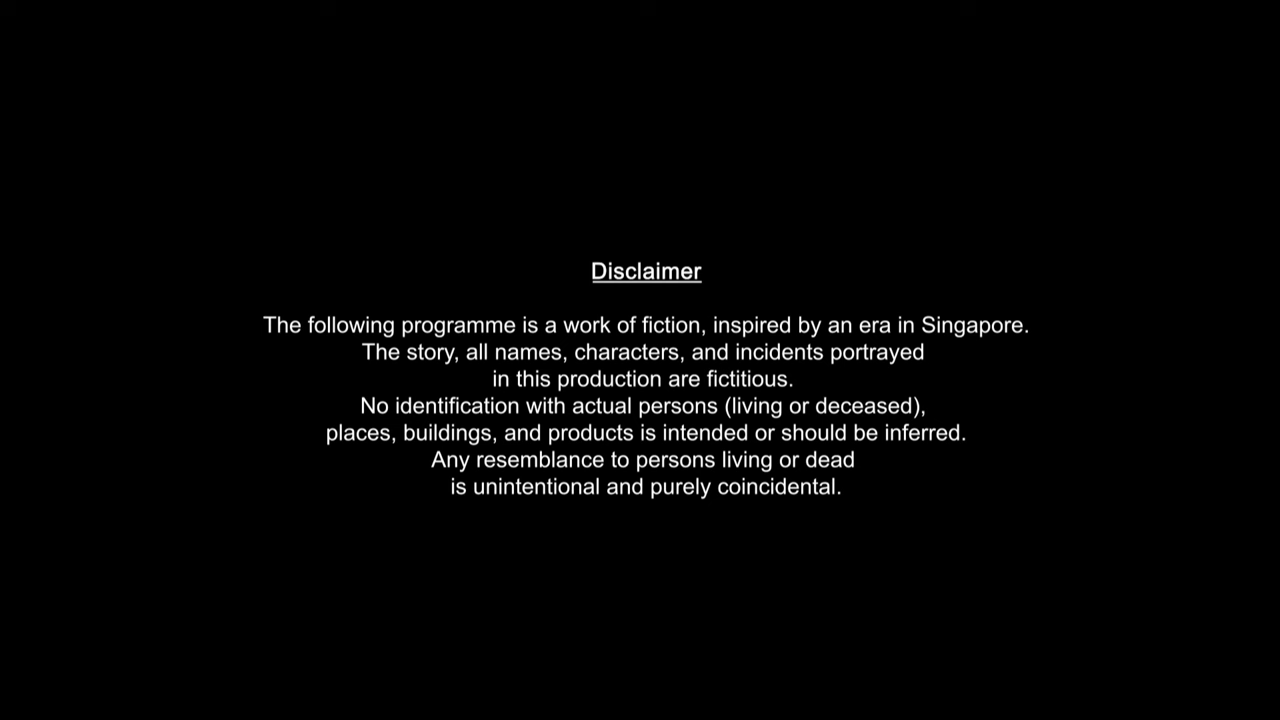 Disclaimer
The following programme is a work of fiction, inspired by an era in Singapore.
The story, all names, characters, and incidents portrayed
in this production are fictitious.
No identification with actual persons (living or deceased),
places, buildings, and products is intended or should be inferred.
Any resemblance to persons living or dead
is unintentional and purely coincidental.